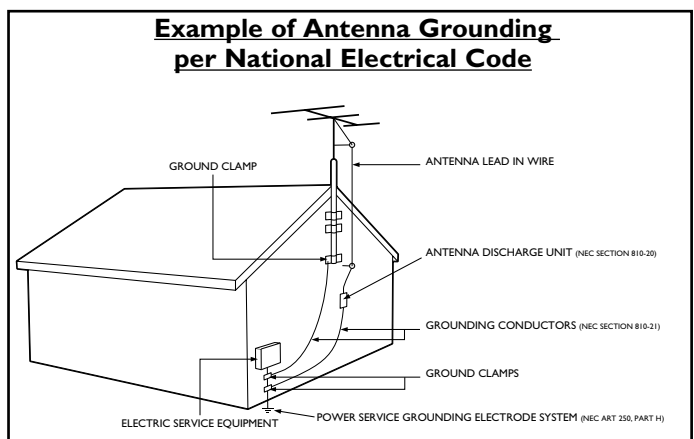 Example of Antenna Grounding
per National Electrical Code
GROUND CLAMP
ANTENNA LEAD IN WIRE
ANTENNA DISCHARGE UNIT (NEC SECTION 810-20)
GROUNDING CONDUCTORS (NEC SECTION 810-21)
GROUND CLAMPS
ELECTRIC SERVICE EQUIPMENT
POWER SERVICE GROUNDING ELECTRODE SYSTEM (NEC ART 250, PART H)